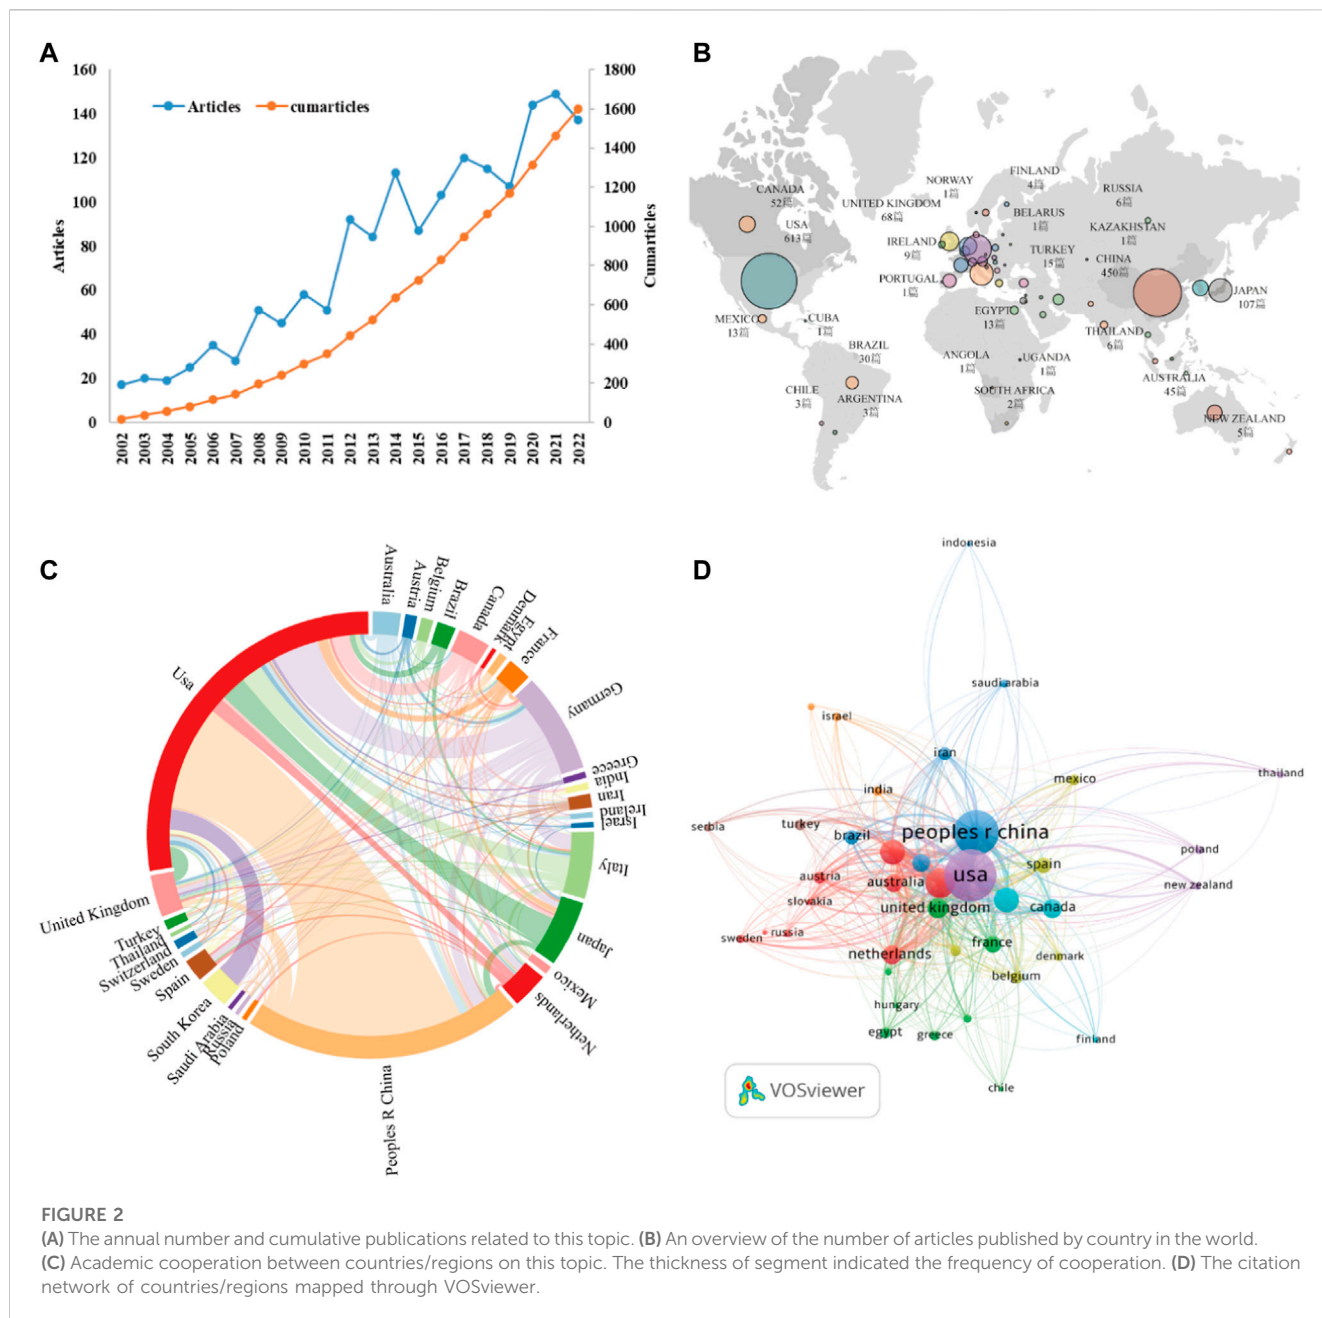 A
Articles
160
140
120
100
80
60
40
20
0
Articles
cumarticles
1800
1600
1400
1200
1000
800
600
400
200
0
Cumarticles
2002
2003
2004
2005
2006
2007
2008
2009
2010
2011
2012
2013
2014
2015
2016
2017
2018
2019
2020
2021
2022
B
CANADA
52篇
USA
613篇
MEXICO
13篇
CUBA
1篇
BRAZIL
30篇
CHILE
3篇
ARGENTINA
3篇
NORWAY
1篇
UNITED KINGDOM
68篇
IRELAND
9篇
PORTUGAL
1篇
FINLAND
4篇
BELARUS
1篇
TURKEY
15篇
EGYPT
13篇
ANGOLA
1篇
UGANDA
1篇
SOUTH AFRICA
2篇
RUSSIA
6篇
KAZAKHSTAN
1篇
CHINA
450篇
JAPAN
107篇
THAILAND
6篇
AUSTRALIA
45篇
NEW ZEALAND
5篇
C
Australia
Austria
Belgium
Brazil
Canada
Denmark
Egypt
France
Germany
Greece
India
Iran
Ireland
Israel
Italy
Japan
Mexico
Netherlands
Peoples R China
Poland
Russia
Saudi Arabia
South Korea
Spain
Sweden
Switzerland
Thailand
Turkey
United Kingdom
Usa
D
indonesia
saudi arabia
israel
iran
india
mexico
thailand
serbia
turkey
brazil
peoples r china
poland
austria
australia
usa
spain
new zealand
slovakia
united kingdom
canada
sweden
russia
netherlands
france
denmark
belgium
hungary
egypt
greece
finland
chile
VOSviewer
FIGURE 2
(A) The annual number and cumulative publications related to this topic. (B) An overview of the number of articles published by country in the world.
(C) Academic cooperation between countries/regions on this topic. The thickness of segment indicated the frequency of cooperation. (D) The citation
network of countries/regions mapped through VOSviewer.